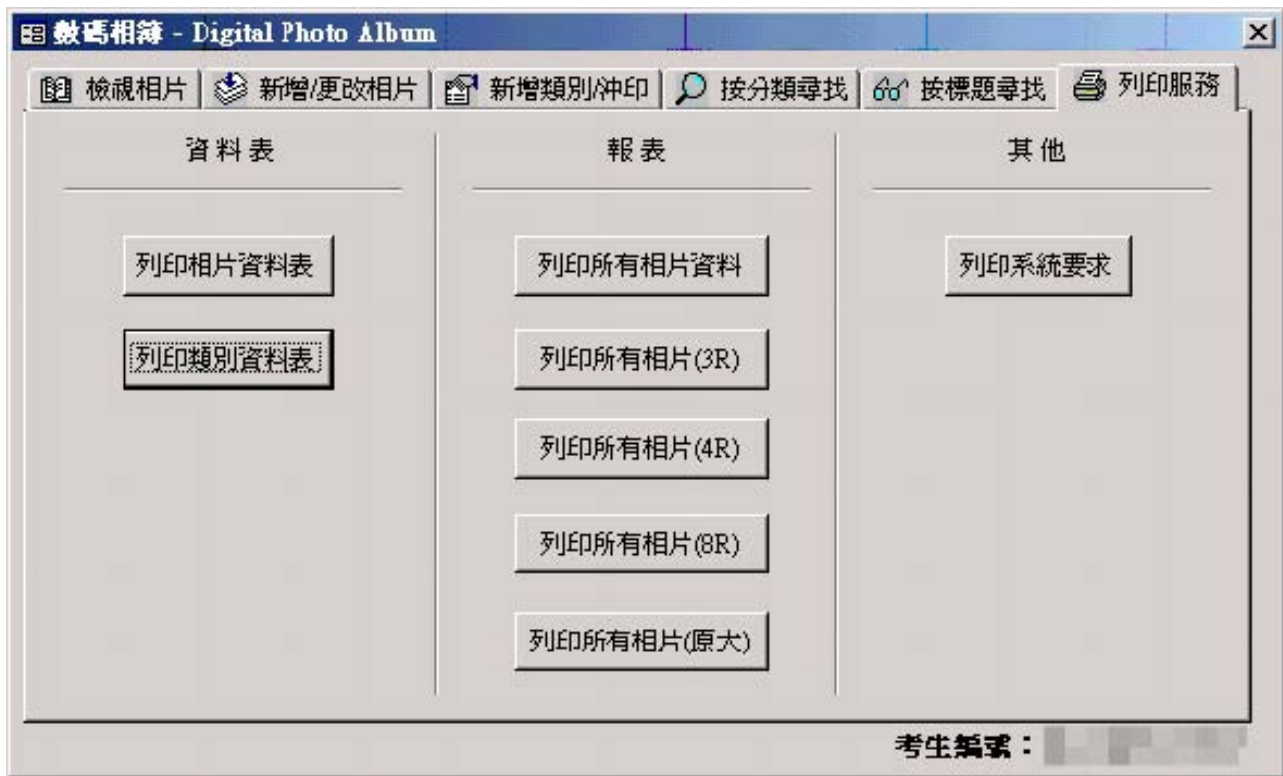 數碼相簿 - Digital Photo Album
檢視相片 新增/更改相片 新增類別/沖印 按分類尋找 按標題尋找 列印服務
資料表 報表 其他
列印相片資料表 列印所有相片資料 列印系統要求
列印類別資料表 列印所有相片(3R)
列印所有相片(4R)
列印所有相片(8R)
列印所有相片(原大)
考生編號：